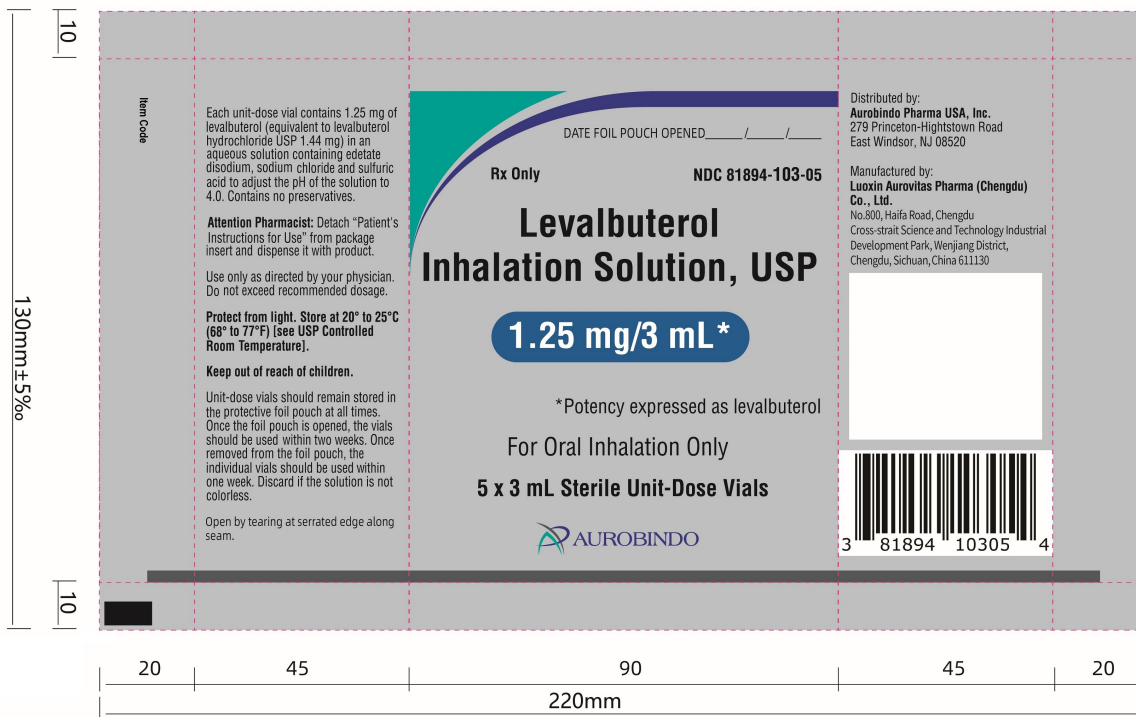 10
130mm±5‰
10
Item Code
Each unit-dose vial contains 1.25 mg of
levalbuterol (equivalent to levalbuterol
hydrochloride USP 1.44 mg) in an
aqueous solution containing edetate
disodium, sodium chloride and sulfuric
acid to adjust the pH of the solution to
4.0. Contains no preservatives.
Attention Pharmacist: Detach “Patient's
Instructions for Use” from package
insert and dispense it with product.
Use only as directed by your physician.
Do not exceed recommended dosage.
Protect from light. Store at 20° to 25°C
(68° to 77°F) [see USP Controlled
Room Temperature].
Keep out of reach of children.
Unit-dose vials should remain stored in
the protective foil pouch at all times.
Once the foil pouch is opened, the vials
should be used within two weeks. Once
removed from the foil pouch, the
individual vials should be used within
one week. Discard if the solution is not
colorless.
Open by tearing at serrated edge along
seam.
DATE FOIL POUCH OPENED______/______/_____
Rx Only NDC 81894-103-05
Levalbuterol
Inhalation Solution, USP
1.25 mg/3 mL*
*Potency expressed as levalbuterol
For Oral Inhalation Only
5 x 3 mL Sterile Unit-Dose Vials
AUROBINDO
Distributed by:
Aurobindo Pharma USA, Inc.
279 Princeton-Hightstown Road
East Windsor, NJ 08520
Manufactured by:
Luoxin Aurovitas Pharma (Chengdu)
Co., Ltd.
No.800, Haifa Road, Chengdu
Cross-strait Science and Technology Industrial
Development Park, Wenjiang District,
Chengdu, Sichuan, China 611130
3 81894 10305 4
20 45 90 45 20
220mm